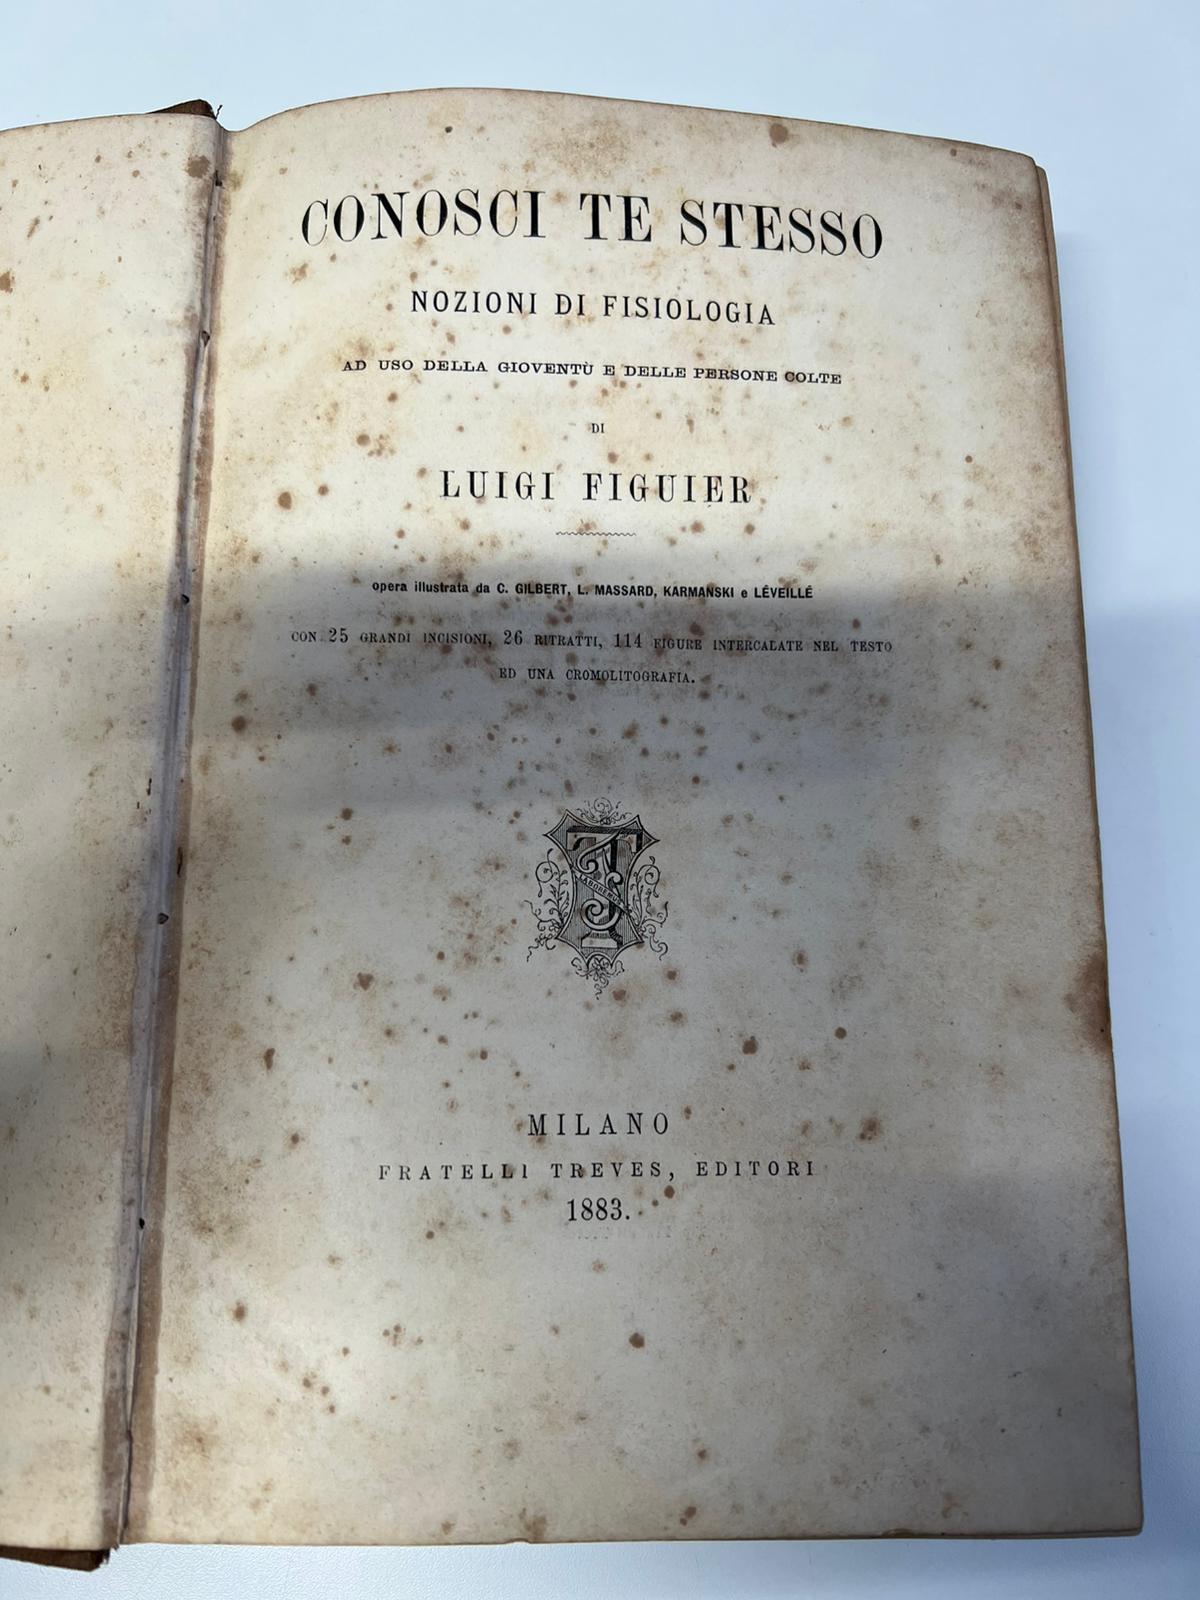 CONOSCI TE STESSO
NOZIONI DI FISIOLOGIA
AD USO DELLA GIOVENTÙ E DELLE PERSONE COLTE
DI
LUIGI FIGUIER
opera illustrata da C. GILBERT, L. MASSARD, KARMANSKI e LÉVEILLÉ
CON 25 GRANDI INCISIONI, 26 RITRATTI, 114 FIGURE INTERCALATE NEL TESTO
ED UNA CROMOLITOGRAFIA.
LABOREMUS
MILANO
FRATELLI TREVES, EDITORI
1883.